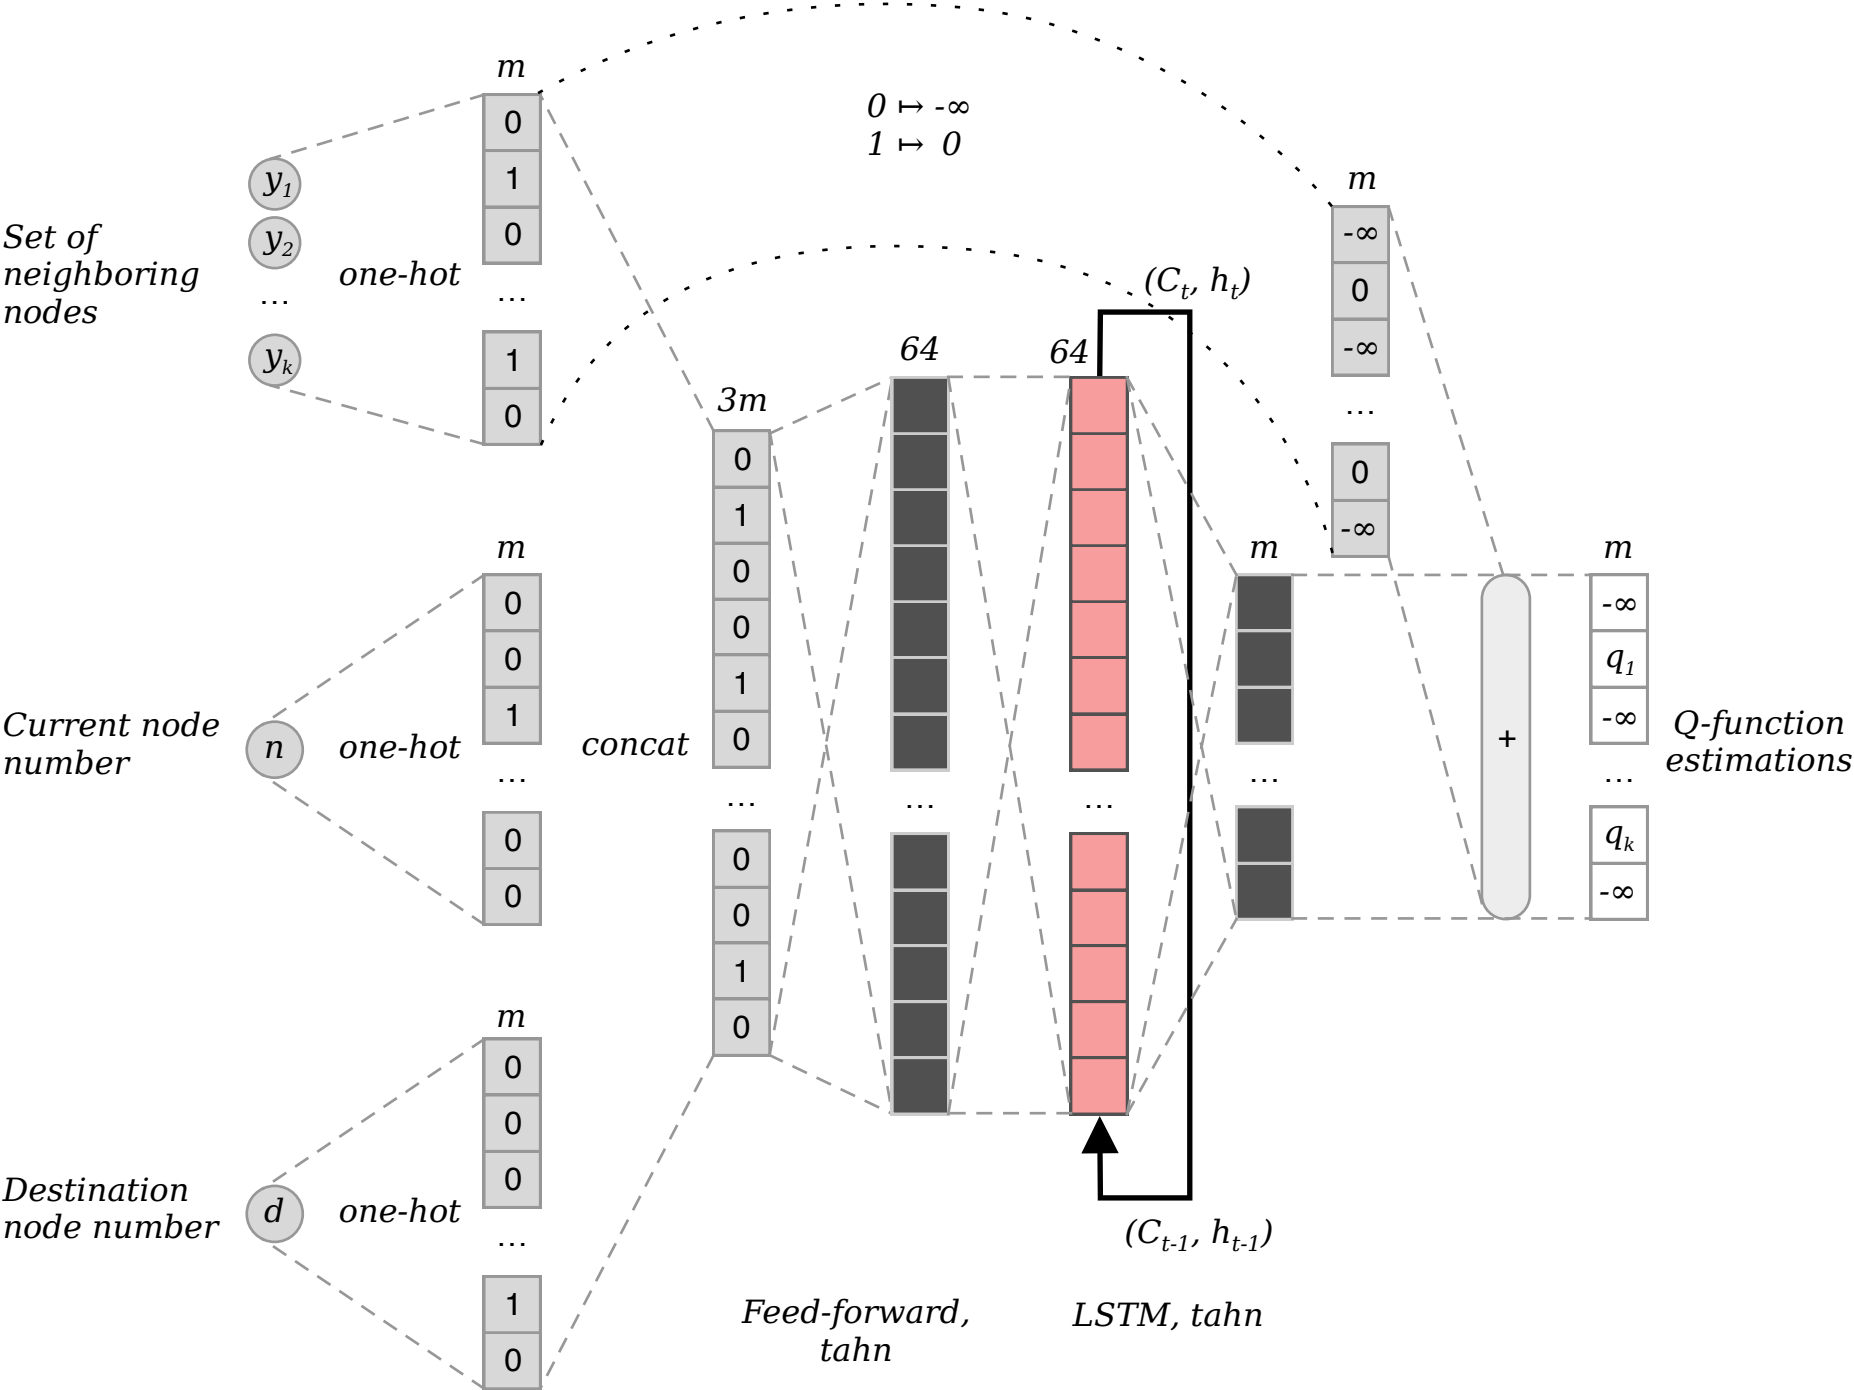 Set of
neighboring
nodes
y1
y2
...
yk
one-hot
m
0
1
0
...
1
0
0 ↦ -∞
1 ↦ 0
Current node
number
n
one-hot
m
0
0
1
...
0
0
Destination
node number
d
one-hot
m
0
0
0
...
1
0
concat
3m
0
1
0
0
1
0
...
0
0
1
0
64
...
Feed-forward,
tahn
64
...
(Ct, ht)
(Ct-1, ht-1)
LSTM, tahn
m
...
m
-∞
0
-∞
...
0
-∞
+
m
-∞
q1
-∞
...
qk
-∞
Q-function
estimations